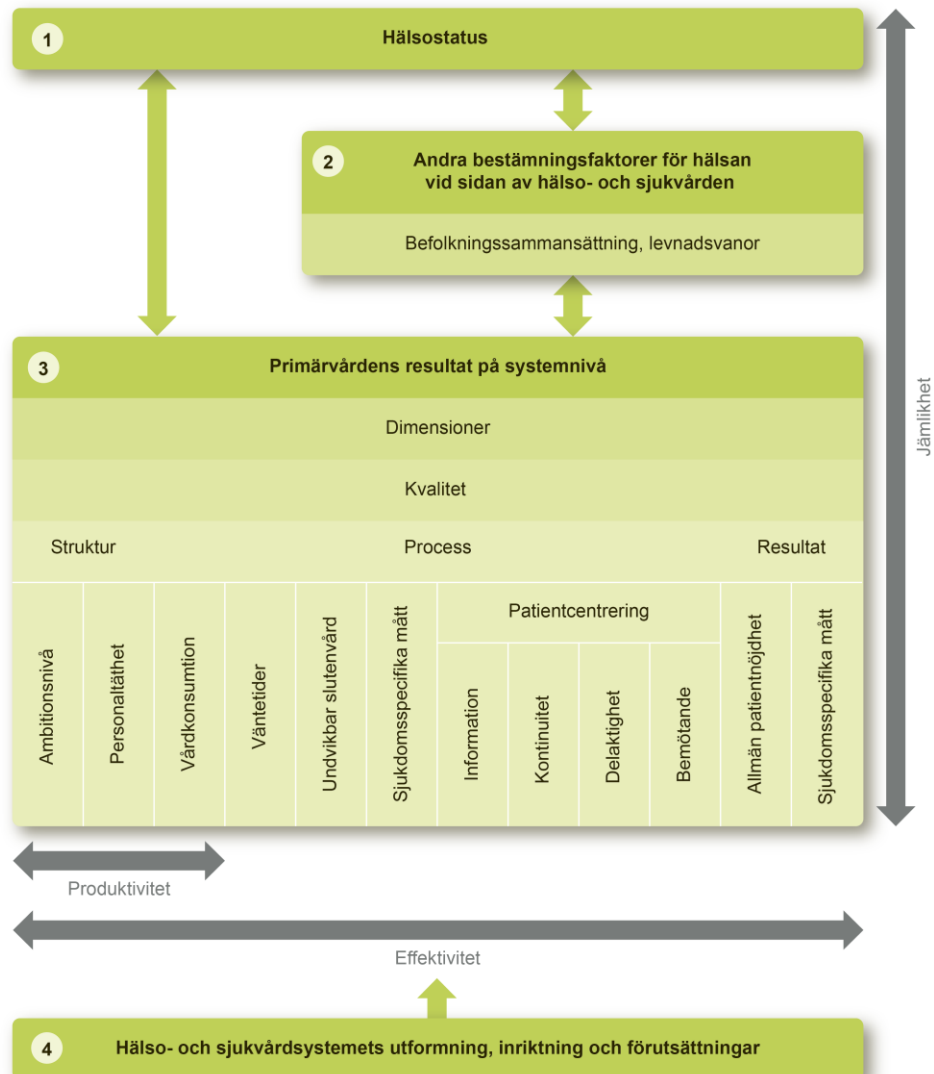 1
Hälsostatus
2
Andra bestämningsfaktorer för hälsan
vid sidan av hälso- och sjukvården
Befolkningssammansättning, levnadsvanor
3
Primärvårdens resultat på systemnivå
Dimensioner
Kvalitet
Struktur
Process
Resultat
Ambitionsnivå
Personaltäthet
Vårdkonsumtion
Väntetider
Undvikbar slutenvård
Sjukdomsspecifika mått
Patientcentrering
Information
Kontinuitet
Delaktighet
Bemötande
Allmän patientnöjdhet
Sjukdomsspecifika mått
Jämlikhet
Produktivitet
Effektivitet
4
Hälso- och sjukvårdsystemets utformning, inriktning och förutsättningar